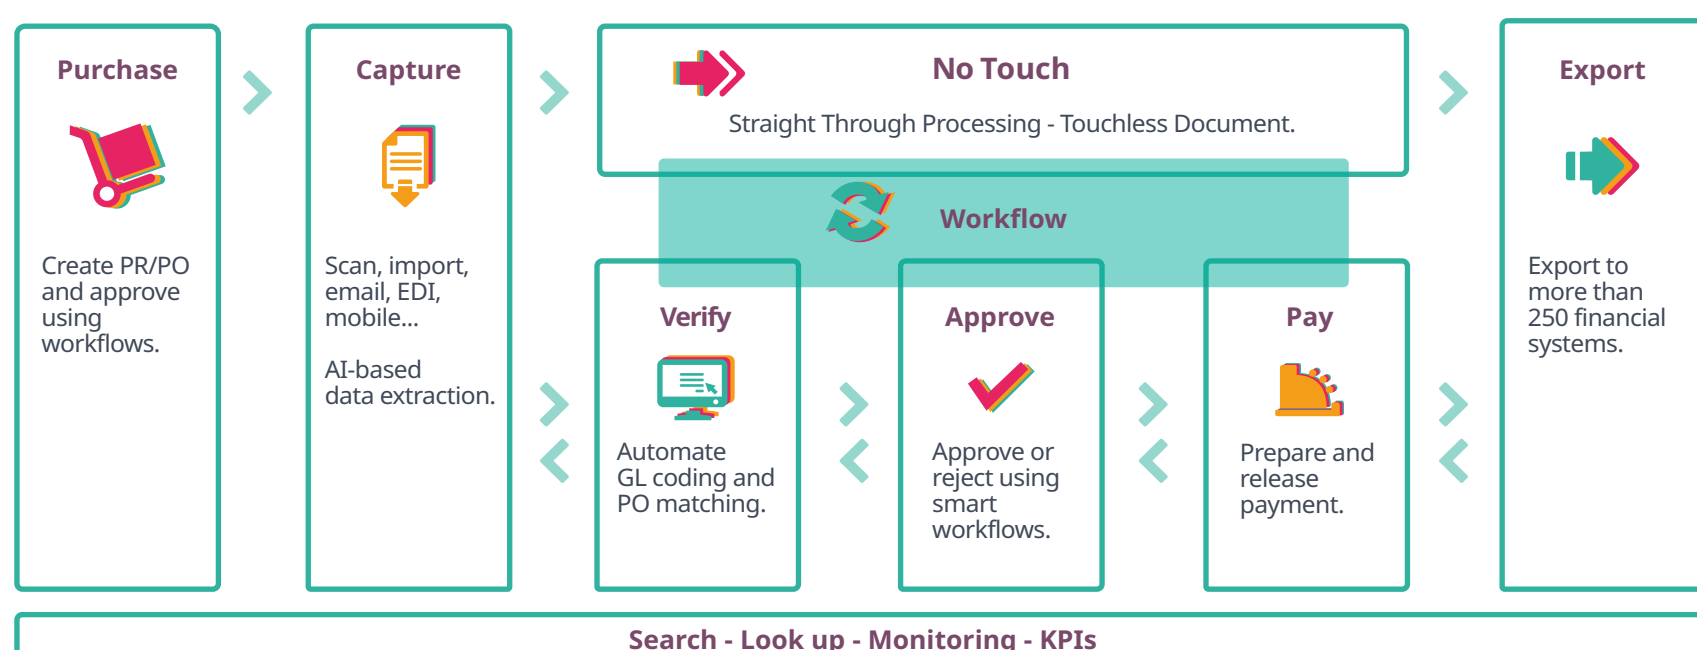 Purchase
Create PR/PO
and approve
using
workflows.
Capture
Scan, import,
email, EDI,
mobile...
AI-based
data extraction.
No Touch
Straight Through Processing - Touchless Document.
Workflow
Verify
Automate
GL coding and
PO matching.
Approve
Approve or
reject using
smart
workflows.
Pay
Prepare and
release
payment.
Export
Export to
more than
250 financial
systems.
Search - Look up - Monitoring - KPIs